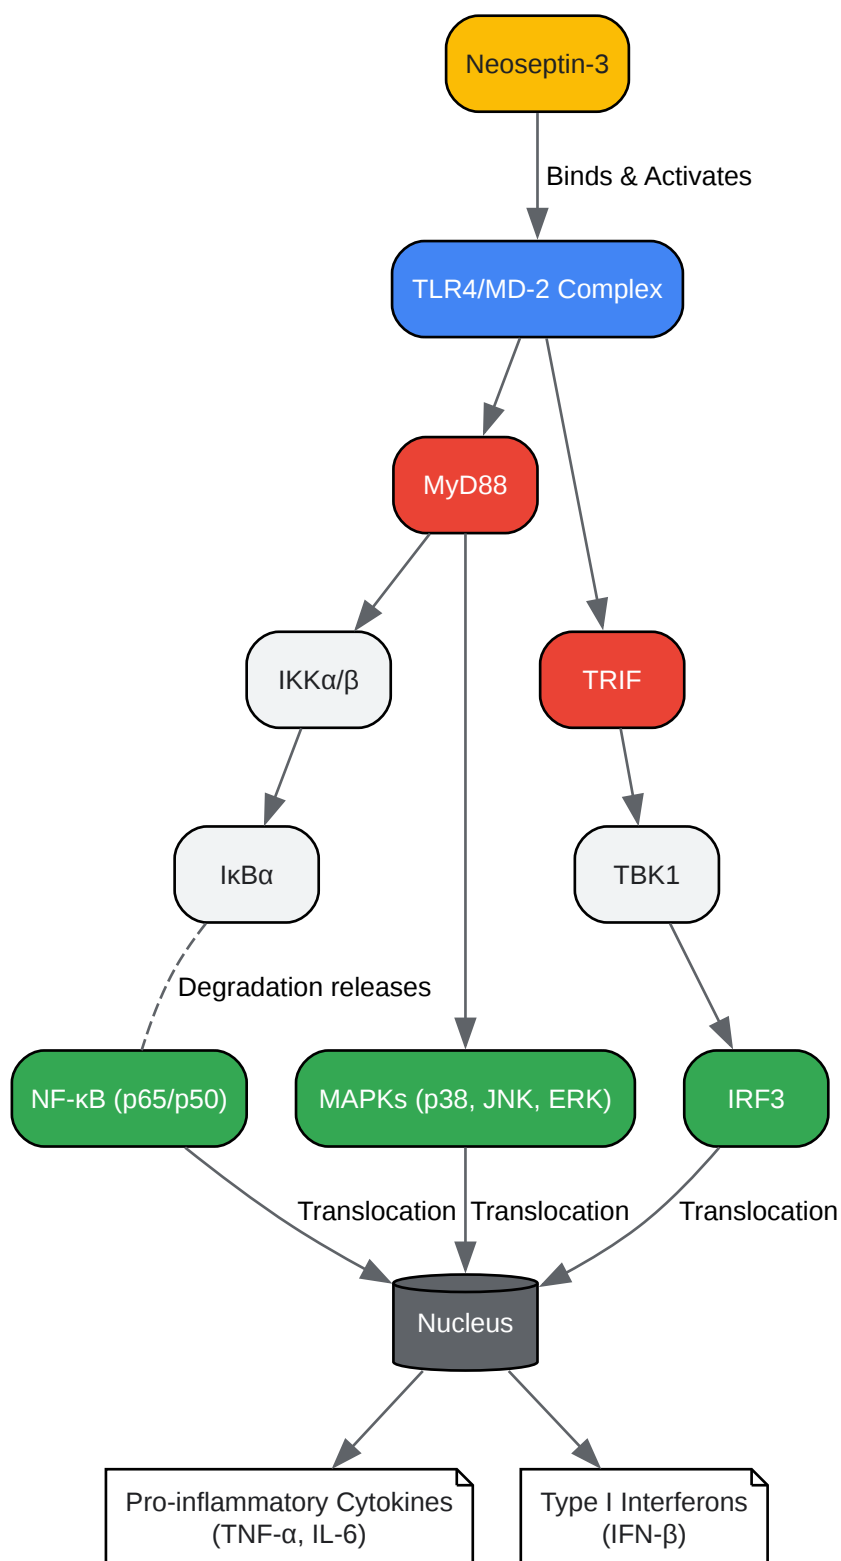 Neoseptin-3
Binds & Activates
TLR4/MD-2 Complex
MyD88
IKKα/β
TRIF
IκBα
TBK1
Degradation releases
NF-κB (p65/p50)
MAPKs (p38, JNK, ERK)
IRF3
Translocation
Translocation
Translocation
Nucleus
Pro-inflammatory Cytokines
(TNF-α, IL-6)
Type I Interferons
(IFN-β)